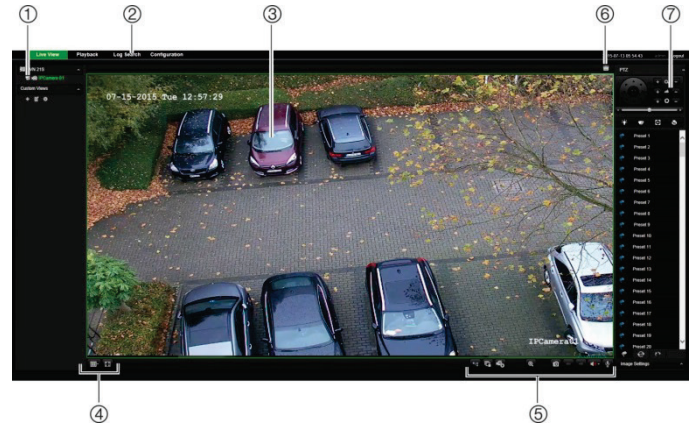 ① ② ③ ⑥ ⑦
Live View Playback Log Search Configuration
IPCamera 01
PTZ
Custom Views
07-15-2015 Tue 12:57:29
Preset 1
Preset 2
Preset 3
Preset 4
Preset 5
Preset 6
Preset 7
Preset 8
Preset 9
Preset 10
Preset 11
Preset 12
Preset 13
Preset 14
Preset 15
Preset 16
Preset 17
Preset 18
Preset 19
Preset 20
IPCamera01
Image Settings
④ ⑤